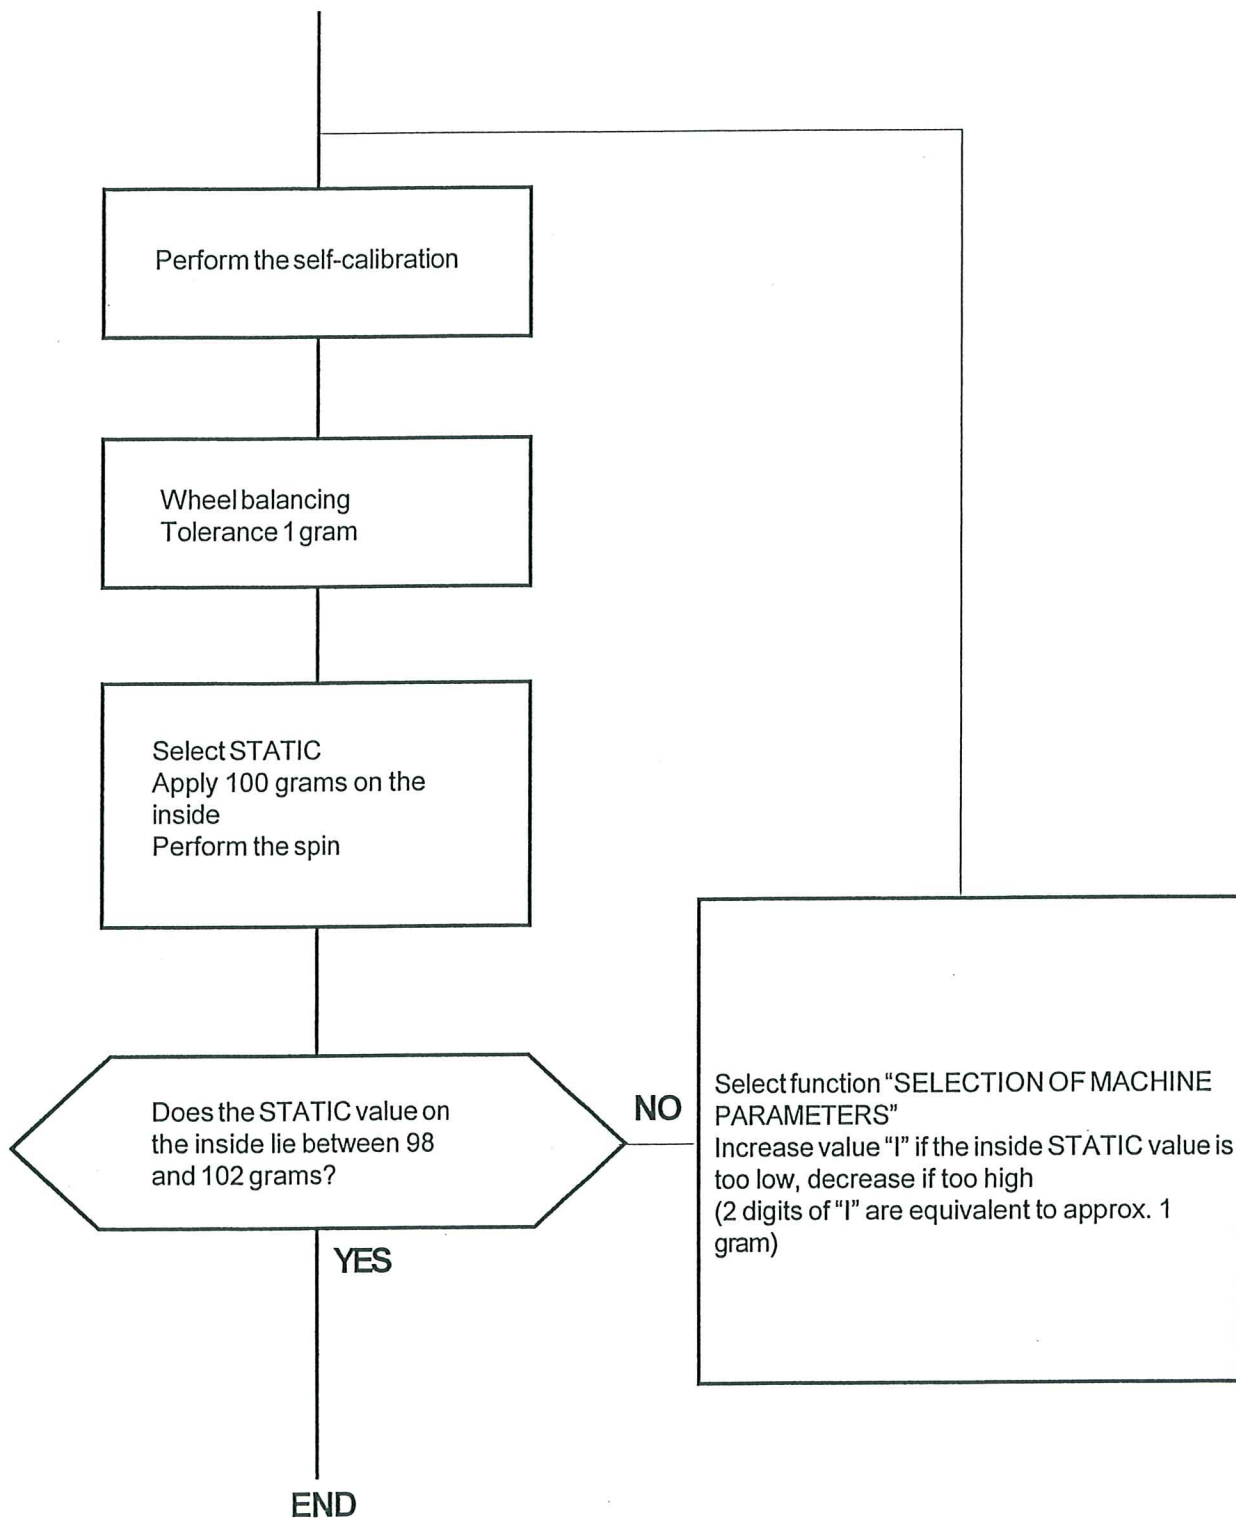 Perform the self-calibration
Wheel balancing
Tolerance 1 gram
Select STATIC
Apply 100 grams on the
inside
Perform the spin
Does the STATIC value on
the inside lie between 98
and 102 grams?
NO
YES
Select function “SELECTION OF MACHINE
PARAMETERS”
Increase value “I” if the inside STATIC value is
too low, decrease if too high
(2 digits of “I” are equivalent to approx. 1
gram)
END